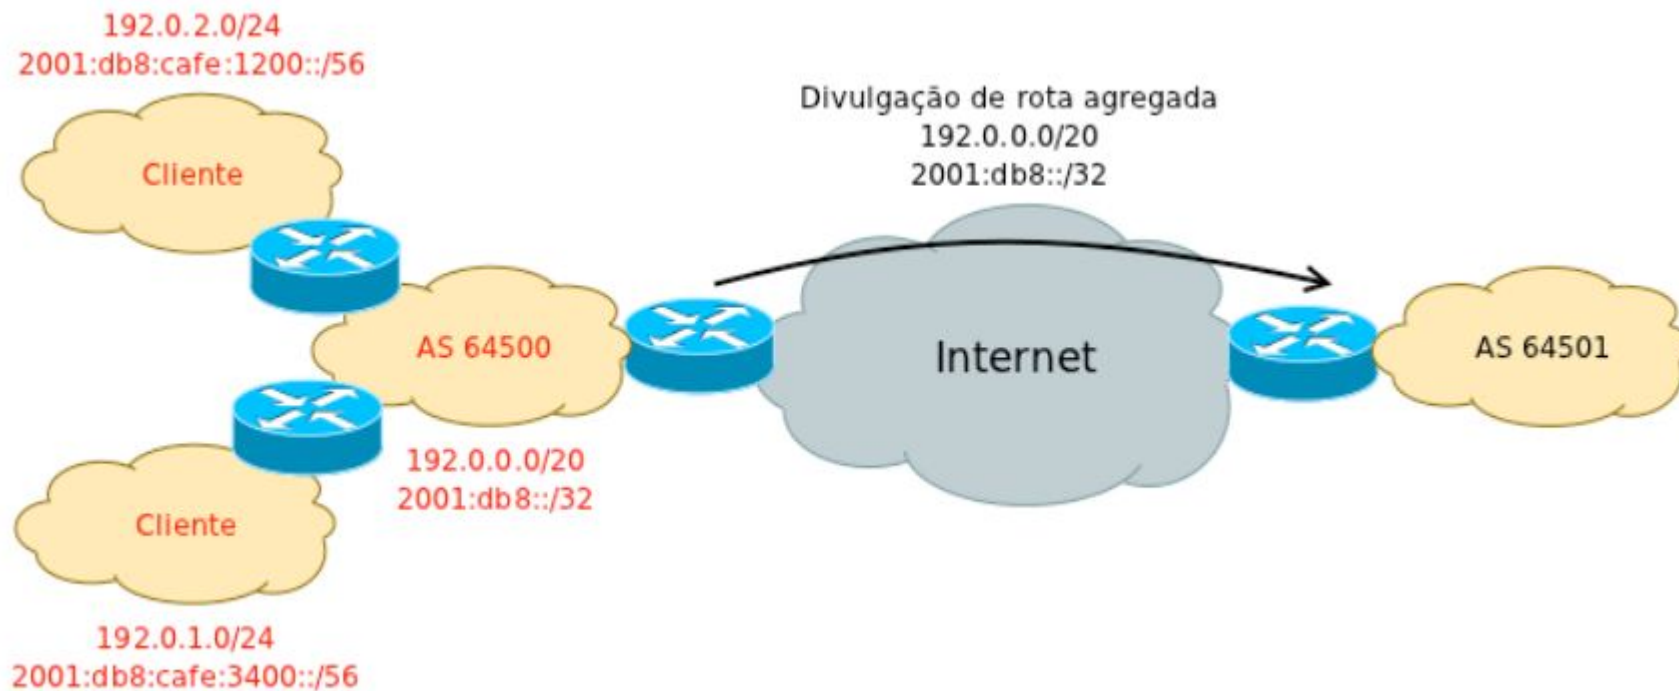 192.0.2.0/24
2001:db8:cafe:1200::/56
Cliente
Divulgação de rota agregada
192.0.0.0/20
2001:db8::/32
AS 64500
Internet
AS 64501
192.0.0.0/20
2001:db8::/32
Cliente
192.0.1.0/24
2001:db8:cafe:3400::/56